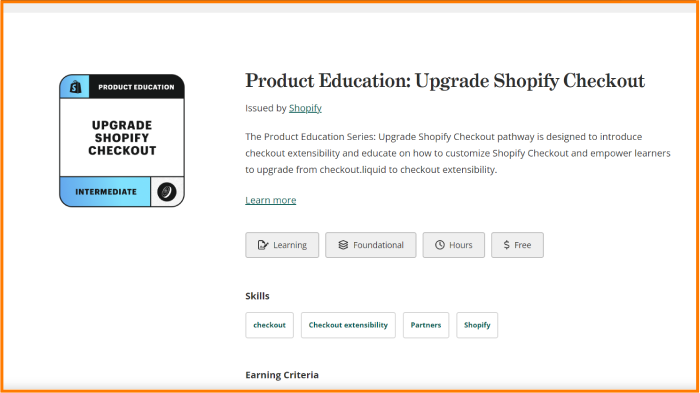 PRODUCT EDUCATION
UPGRADE
SHOPIFY
CHECKOUT
INTERMEDIATE
Product Education: Upgrade Shopify Checkout
Issued by Shopify
The Product Education Series: Upgrade Shopify Checkout pathway is designed to introduce
checkout extensibility and educate on how to customize Shopify Checkout and empower learners
to upgrade from checkout.liquid to checkout extensibility.
Learn more
Learning
Foundational
Hours
$ Free
Skills
checkout
Checkout extensibility
Partners
Shopify
Earning Criteria